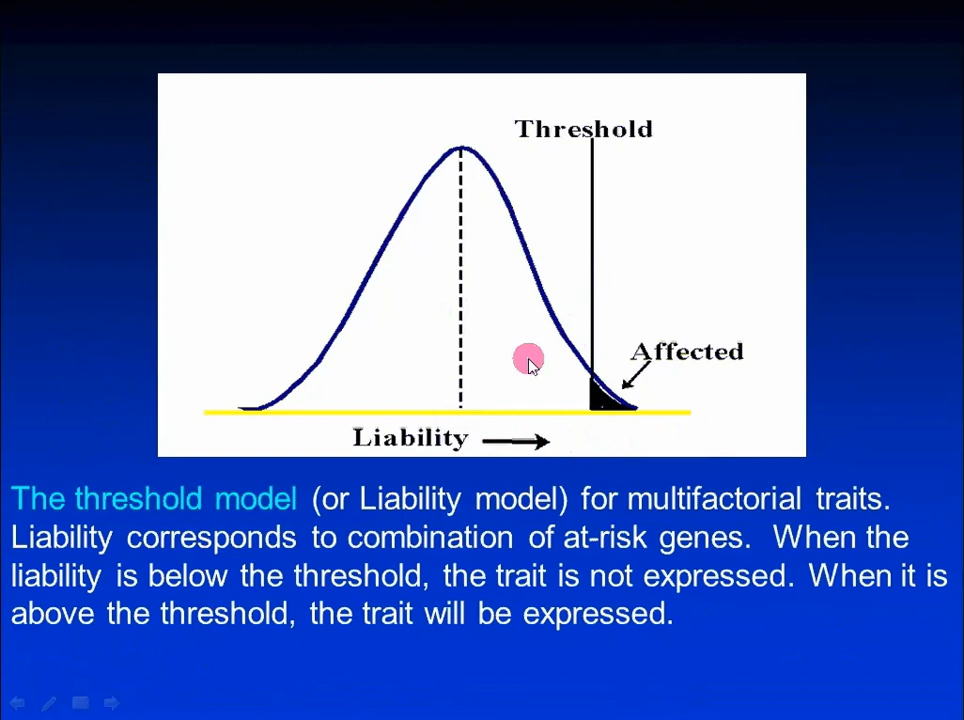 Threshold
Affected
Liability
The threshold model (or Liability model) for multifactorial traits.
Liability corresponds to combination of at-risk genes.  When the
liability is below the threshold, the trait is not expressed.  When it is
above the threshold, the trait will be expressed.